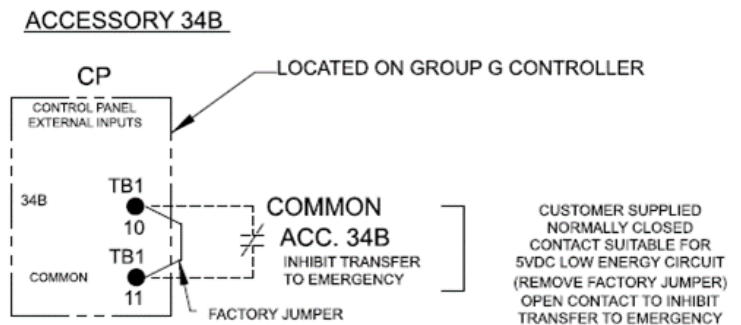 ACCESSORY 34B
CP
LOCATED ON GROUP G CONTROLLER
CONTROL PANEL
EXTERNAL INPUTS
34B
TB1
10
TB1
COMMON
11
FACTORY JUMPER
COMMON
ACC. 34B
INHIBIT TRANSFER
TO EMERGENCY
CUSTOMER SUPPLIED
NORMALLY CLOSED
CONTACT SUITABLE FOR
5VDC LOW ENERGY CIRCUIT
(REMOVE FACTORY JUMPER)
OPEN CONTACT TO INHIBIT
TRANSFER TO EMERGENCY